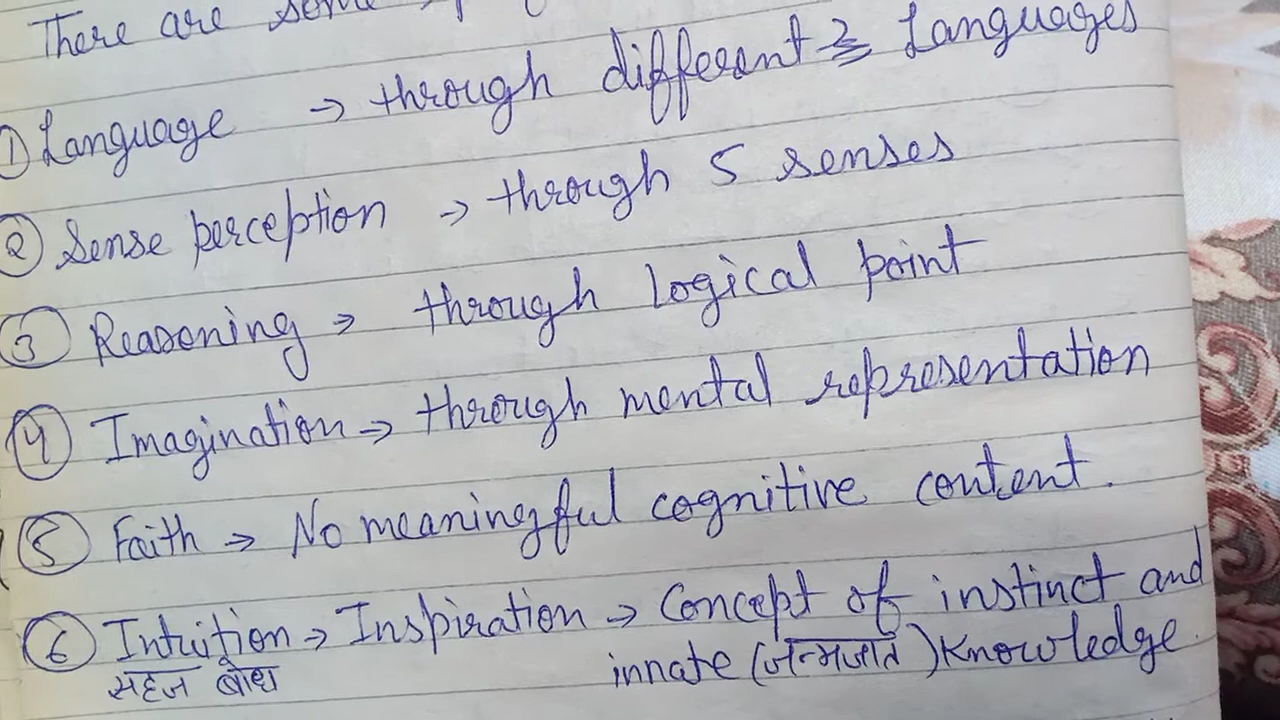 There are some
① Language → through different 2 Languages
② Sense perception → through 5 senses
③ Reasoning → through Logical point
④ Imagination → through mental representation
⑤ Faith → No meaningful cognitive content.
⑥ Intuition → Inspiration → Concept of instinct and
सहज बोध innate (जन्मजात) Knowledge.